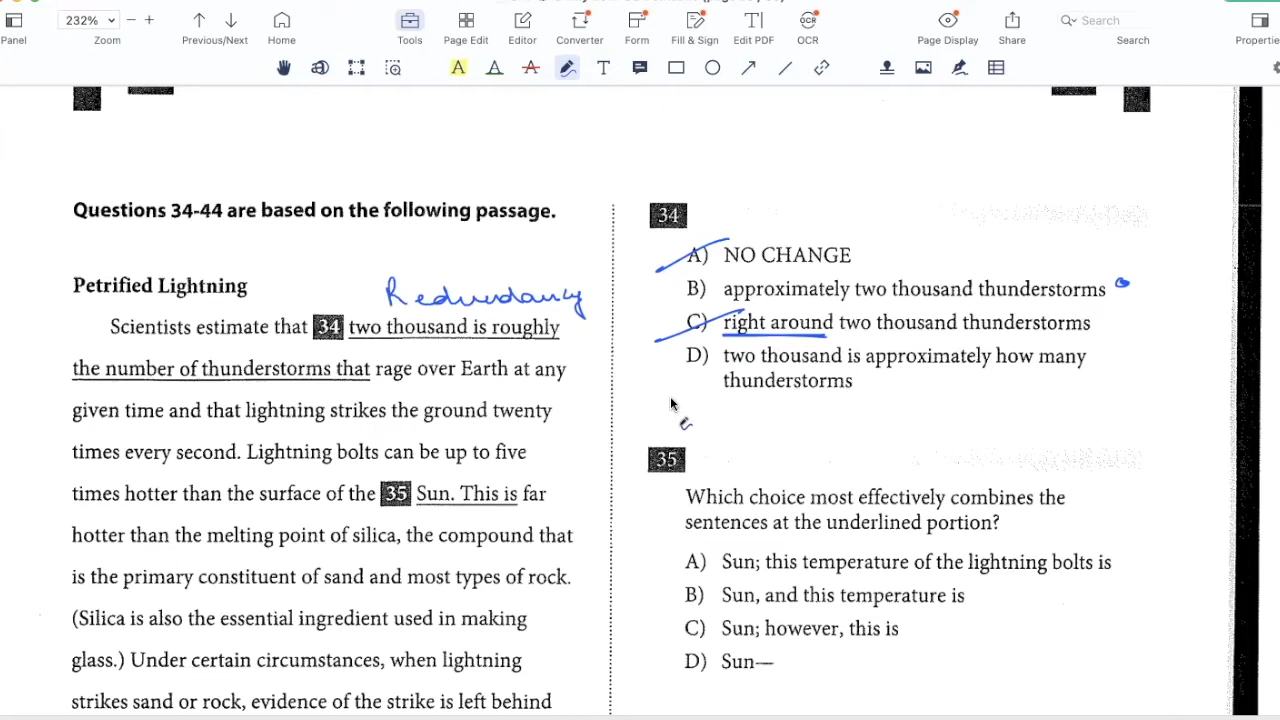 232%
Search
Panel
Zoom
Previous/Next
Home
Tools
Page Edit
Editor
Converter
Form
Fill & Sign
Edit PDF
OCR
Page Display
Share
Search
Propertie
Questions 34-44 are based on the following passage.
Petrified Lightning
Redundancy
Scientists estimate that 34 two thousand is roughly
the number of thunderstorms that rage over Earth at any
given time and that lightning strikes the ground twenty
times every second. Lightning bolts can be up to five
times hotter than the surface of the 35 Sun. This is far
hotter than the melting point of silica, the compound that
is the primary constituent of sand and most types of rock.
(Silica is also the essential ingredient used in making
glass.) Under certain circumstances, when lightning
strikes sand or rock, evidence of the strike is left behind
34
A) NO CHANGE
B) approximately two thousand thunderstorms
C) right around two thousand thunderstorms
D) two thousand is approximately how many
thunderstorms
35
Which choice most effectively combines the
sentences at the underlined portion?
A) Sun; this temperature of the lightning bolts is
B) Sun, and this temperature is
C) Sun; however, this is
D) Sun—